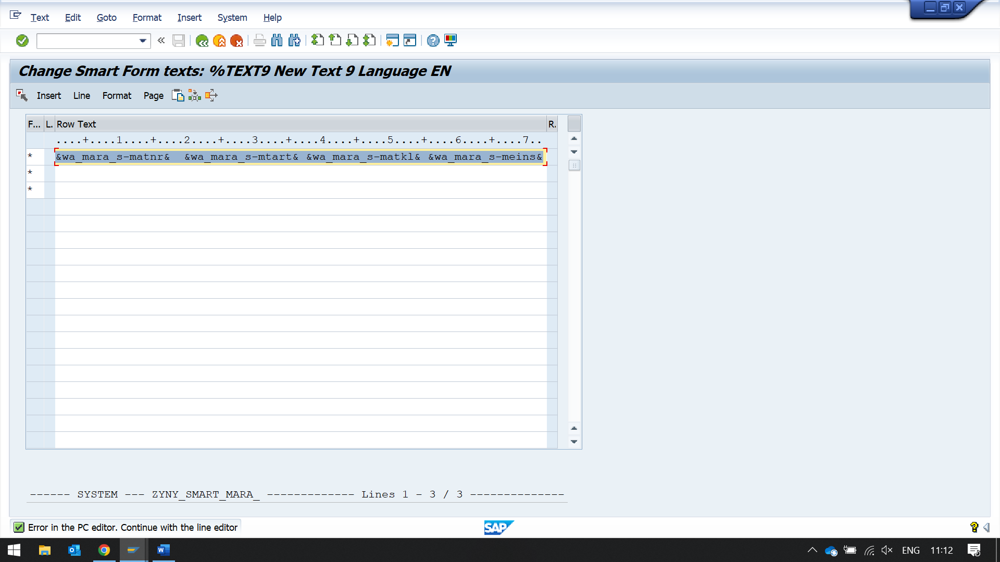 Text Edit Goto Format Insert System Help
Change Smart Form texts: %TEXT9 New Text 9 Language EN
Insert Line Format Page
F... L. Row Text R.
....+....1....+....2....+....3....+....4....+....5....+....6....+....7..
* &wa_mara_s-matnr&  &wa_mara_s-mtart& &wa_mara_s-matkl& &wa_mara_s-meins&
*
*
------ SYSTEM --- ZYNY_SMART_MARA_ ------------- Lines 1 - 3 / 3 --------------
Error in the PC editor. Continue with the line editor
SAP
ENG 11:12